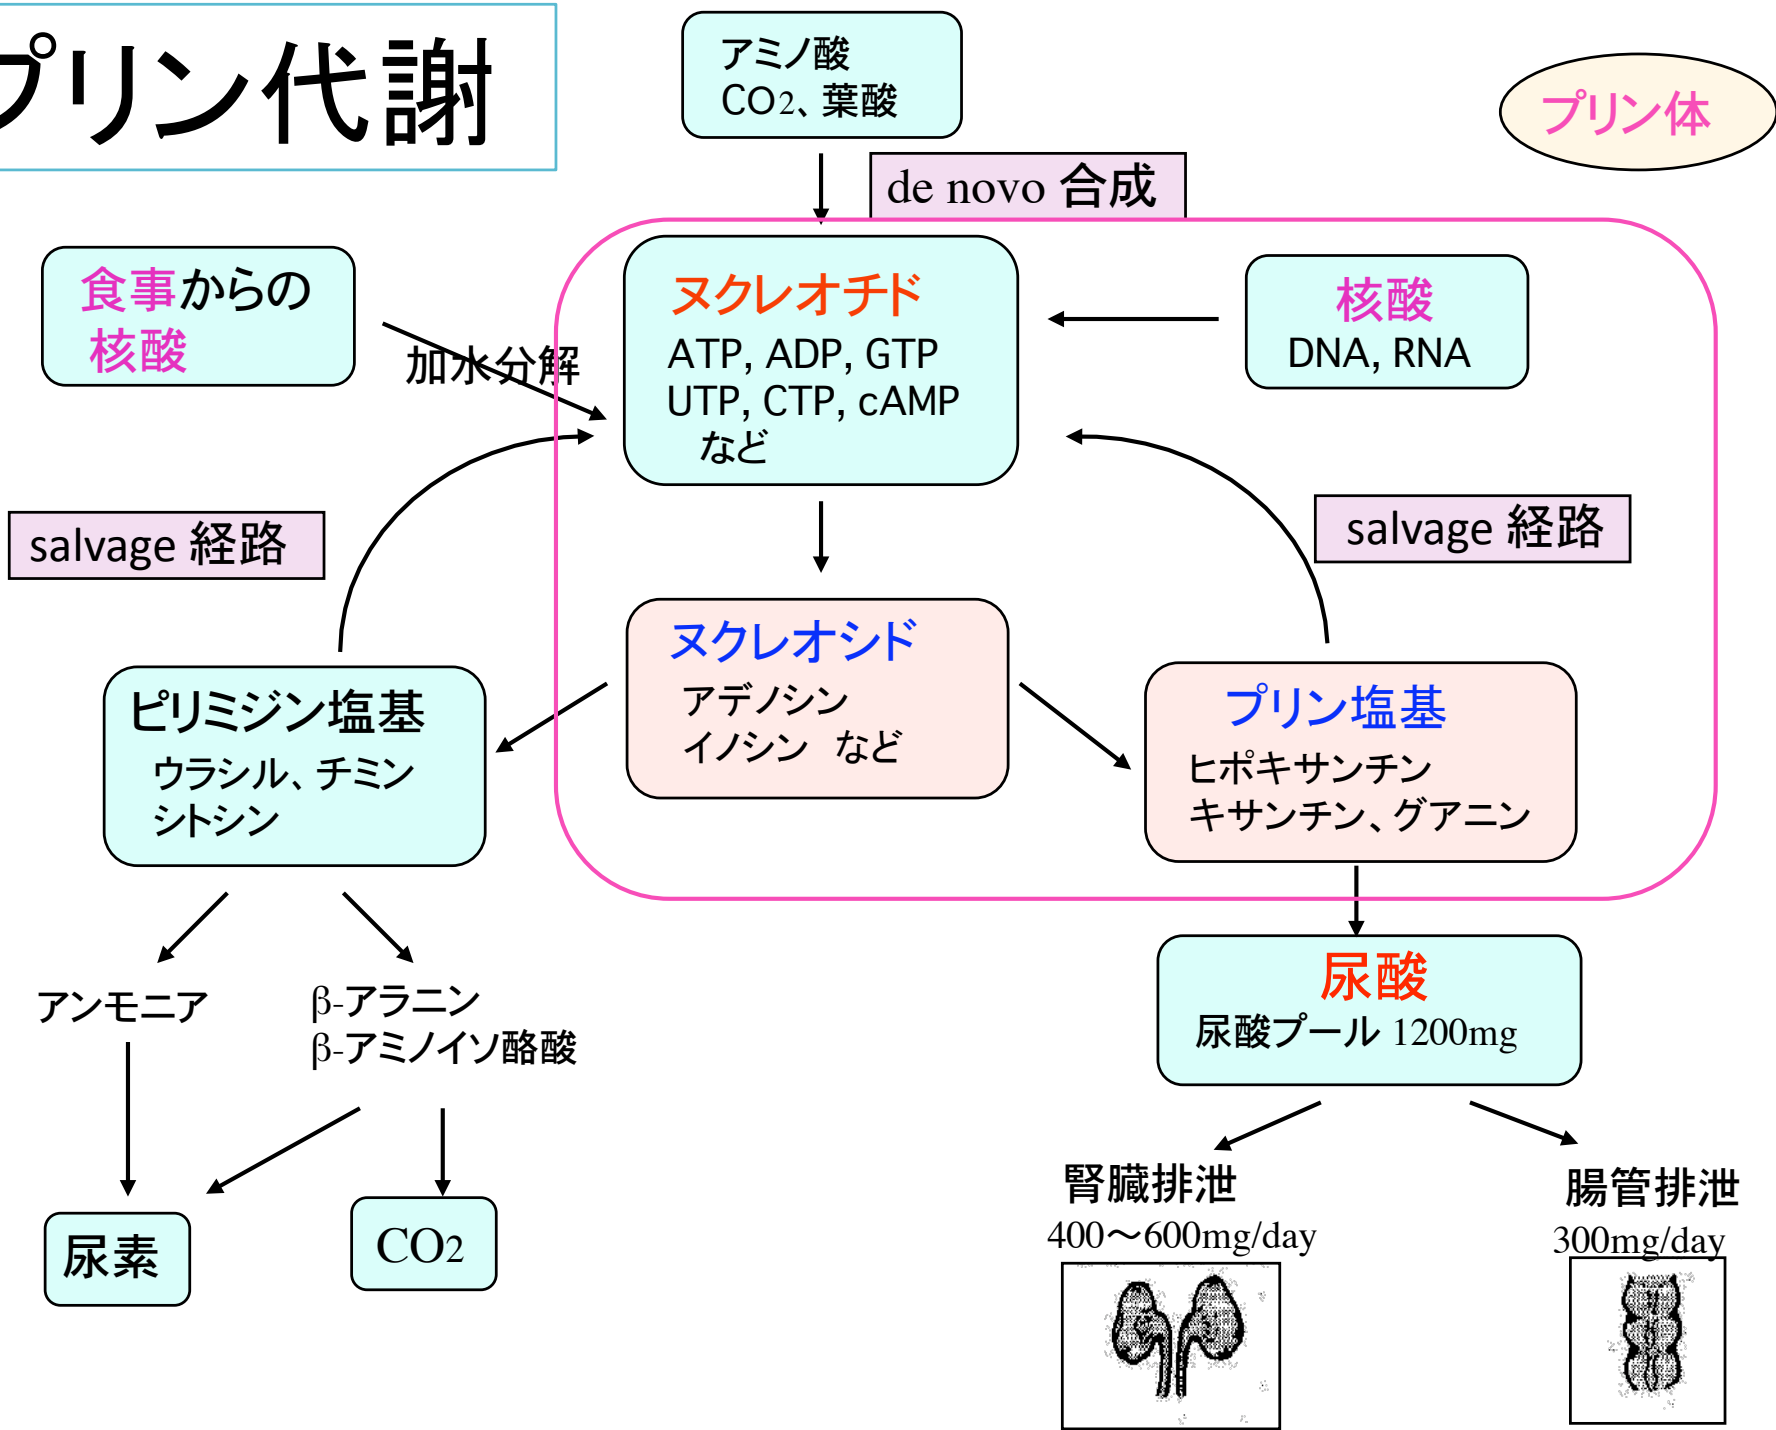 プリン代謝
アミノ酸
CO2、葉酸
プリン体
de novo 合成
食事からの
核酸
加水分解
ヌクレオチド
ATP, ADP, GTP
UTP, CTP, cAMP
など
核酸
DNA, RNA
salvage 経路
salvage 経路
ヌクレオシド
アデノシン
イノシン など
ピリミジン塩基
ウラシル、チミン
シトシン
プリン塩基
ヒポキサンチン
キサンチン、グアニン
アンモニア
β-アラニン
β-アミノイソ酪酸
尿酸
尿酸プール 1200mg
尿素
CO2
腎臓排泄
400〜600mg/day
腸管排泄
300mg/day